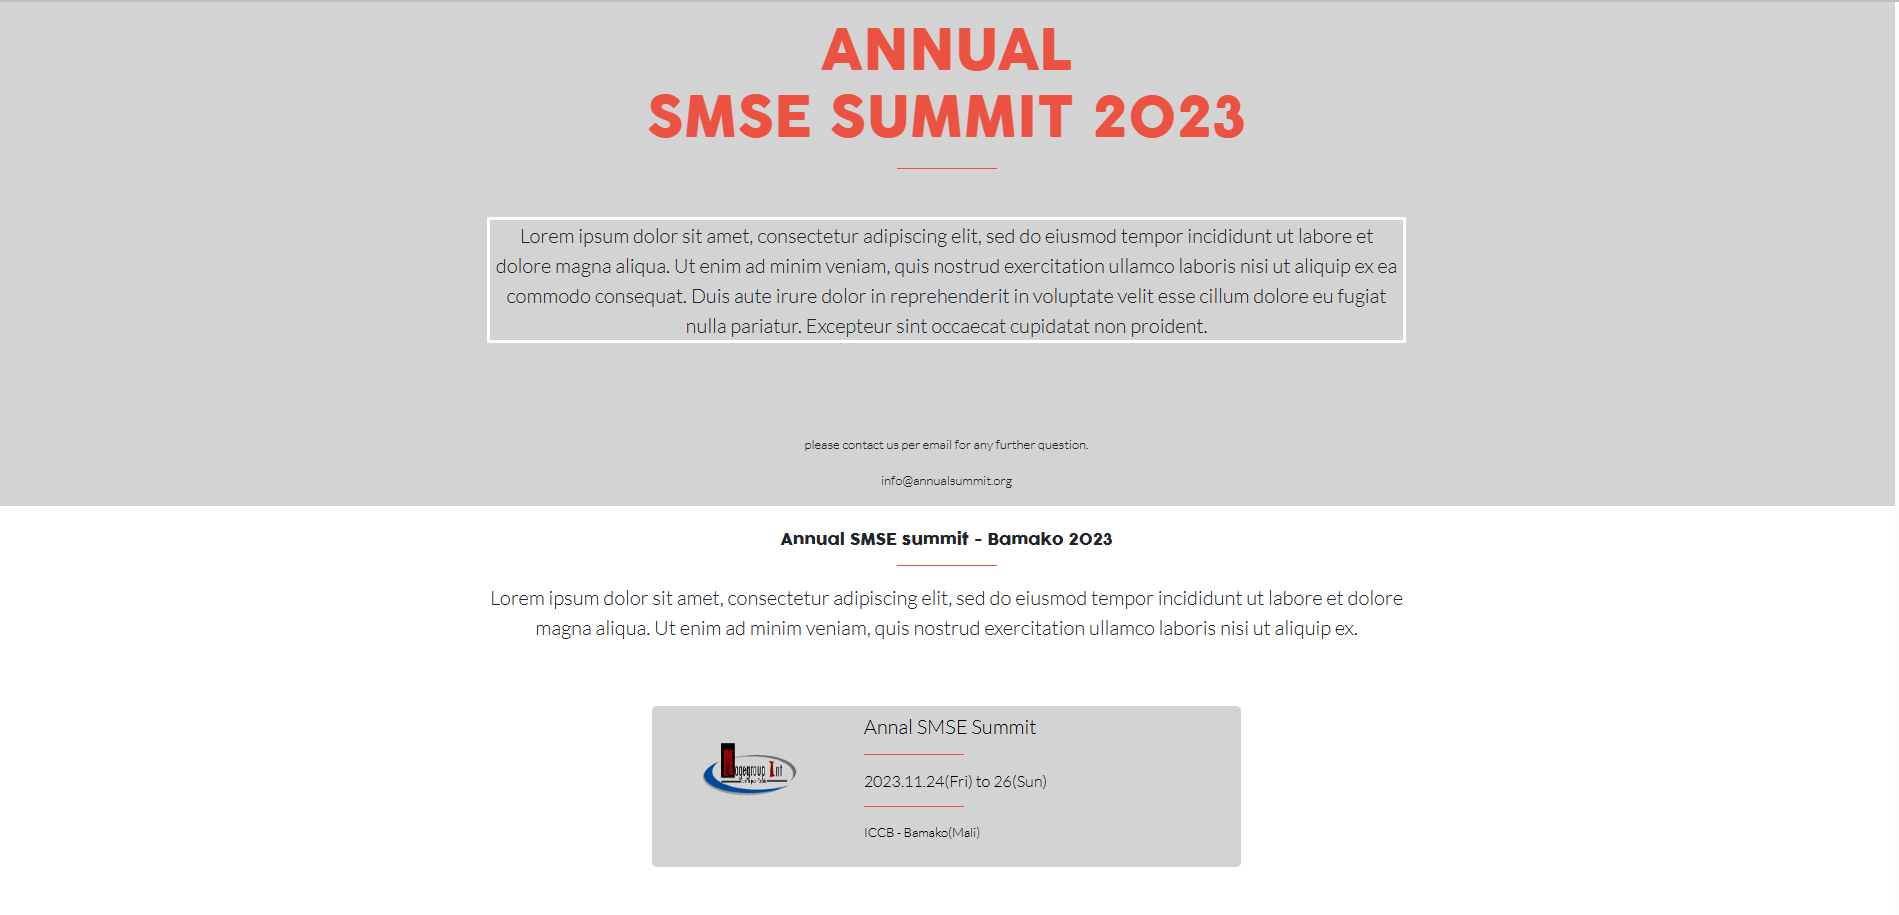 ANNUAL
SMSE SUMMIT 2023
Lorem ipsum dolor sit amet, consectetur adipiscing elit, sed do eiusmod tempor incididunt ut labore et
dolore magna aliqua. Ut enim ad minim veniam, quis nostrud exercitation ullamco laboris nisi ut aliquip ex ea
commodo consequat. Duis aute irure dolor in reprehenderit in voluptate velit esse cillum dolore eu fugiat
nulla pariatur. Excepteur sint occaecat cupidatat non proident.
please contact us per email for any further question.
info@annualsummit.org
Annual SMSE summit - Bamako 2023
Lorem ipsum dolor sit amet, consectetur adipiscing elit, sed do eiusmod tempor incididunt ut labore et dolore
magna aliqua. Ut enim ad minim veniam, quis nostrud exercitation ullamco laboris nisi ut aliquip ex.
Annal SMSE Summit
2023.11.24(Fri) to 26(Sun)
ICCB - Bamako(Mali)